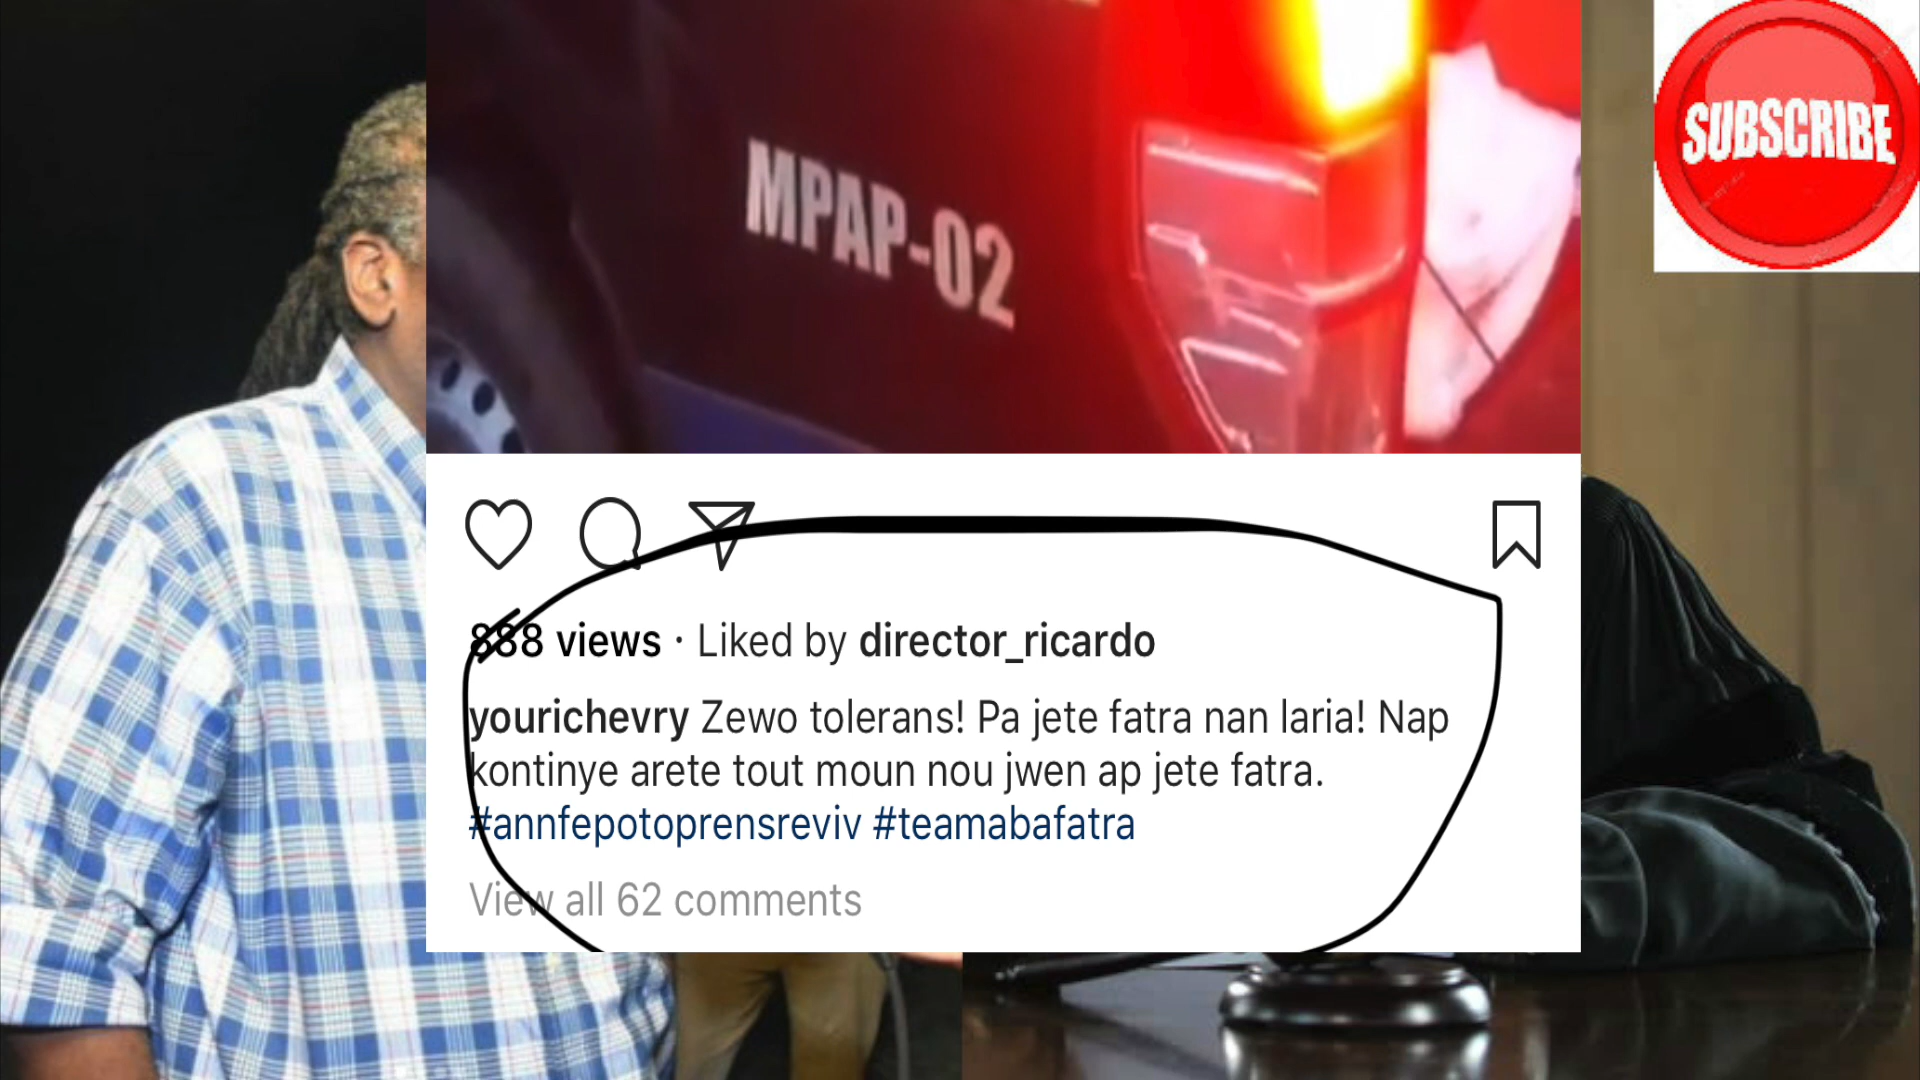 MPAP-02
SUBSCRIBE
888 views · Liked by director_ricardo
yourichevry Zewo tolerans! Pa jete fatra nan laria! Nap
kontinye arete tout moun nou jwen ap jete fatra.
#annfepotoprensreviv #teamabafatra
View all 62 comments